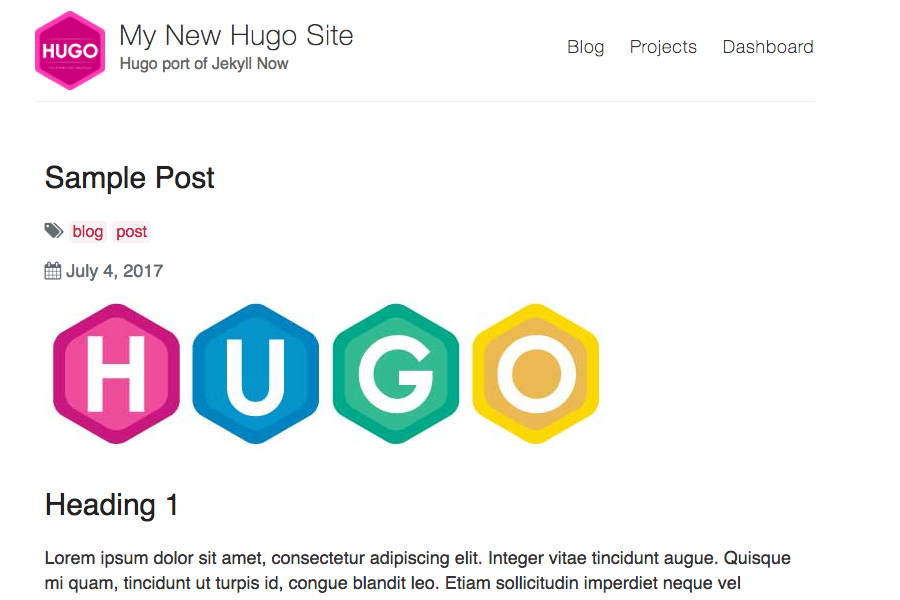 HUGO
My New Hugo Site
Hugo port of Jekyll Now
Blog Projects Dashboard
Sample Post
blog post
July 4, 2017
HUGO
Heading 1
Lorem ipsum dolor sit amet, consectetur adipiscing elit. Integer vitae tincidunt augue. Quisque
mi quam, tincidunt ut turpis id, congue blandit leo. Etiam sollicitudin imperdiet neque vel